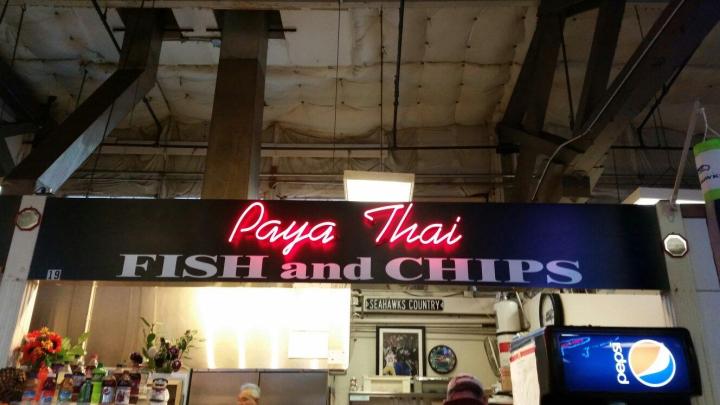 Paya Thai
FISH and CHIPS
19
SEAHAWKS COUNTRY
pepsi